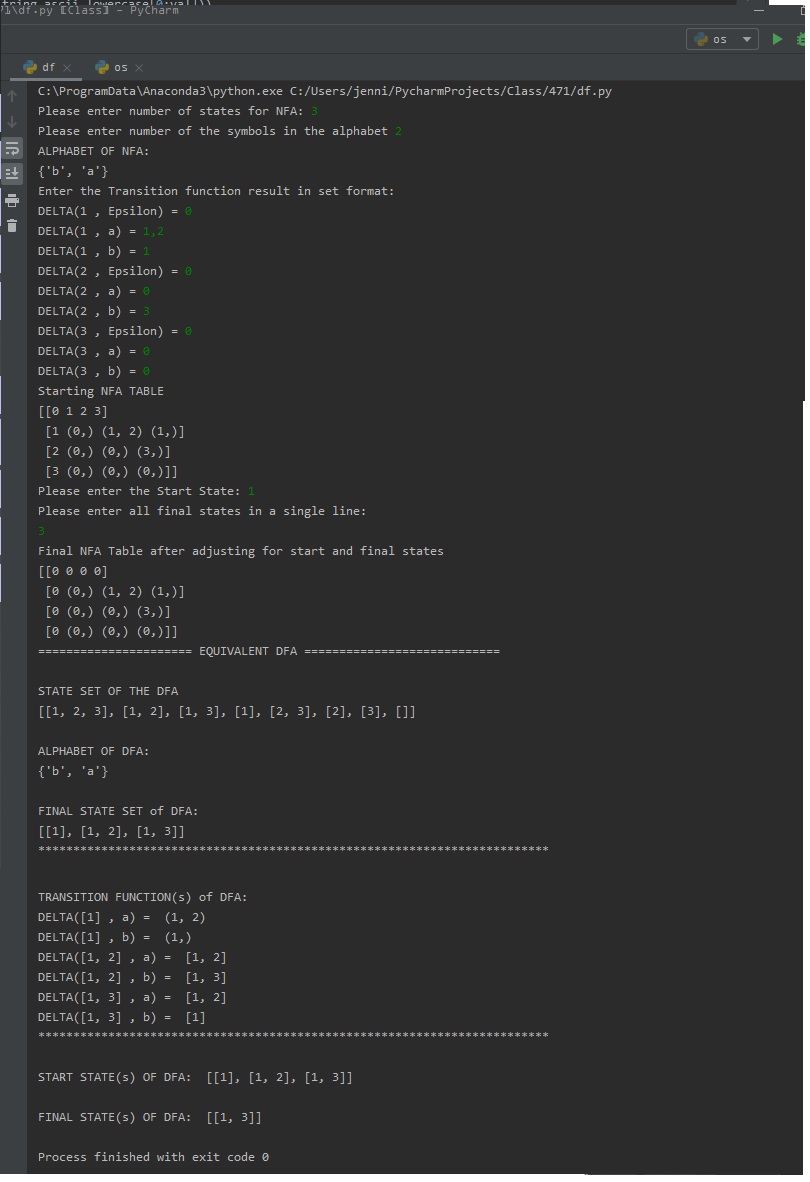 71\df.py [Class] - PyCharm
os
df
os
C:\ProgramData\Anaconda3\python.exe C:/Users/jenni/PycharmProjects/Class/471/df.py
Please enter number of states for NFA: 3
Please enter number of the symbols in the alphabet 2
ALPHABET OF NFA:
{'b', 'a'}
Enter the Transition function result in set format:
DELTA(1 , Epsilon) = 0
DELTA(1 , a) = 1,2
DELTA(1 , b) = 1
DELTA(2 , Epsilon) = 0
DELTA(2 , a) = 0
DELTA(2 , b) = 3
DELTA(3 , Epsilon) = 0
DELTA(3 , a) = 0
DELTA(3 , b) = 0
Starting NFA TABLE
[[0 1 2 3]
 [1 (0,) (1, 2) (1,)]
 [2 (0,) (0,) (3,)]
 [3 (0,) (0,) (0,)]]
Please enter the Start State: 1
Please enter all final states in a single line:
3
Final NFA Table after adjusting for start and final states
[[0 0 0 0]
 [0 (0,) (1, 2) (1,)]
 [0 (0,) (0,) (3,)]
 [0 (0,) (0,) (0,)]]
====================== EQUIVALENT DFA ============================
STATE SET OF THE DFA
[[1, 2, 3], [1, 2], [1, 3], [1], [2, 3], [2], [3], []]
ALPHABET OF DFA:
{'b', 'a'}
FINAL STATE SET of DFA:
[[1], [1, 2], [1, 3]]
*************************************************************************
TRANSITION FUNCTION(s) of DFA:
DELTA([1] , a) =  (1, 2)
DELTA([1] , b) =  (1,)
DELTA([1, 2] , a) =  [1, 2]
DELTA([1, 2] , b) =  [1, 3]
DELTA([1, 3] , a) =  [1, 2]
DELTA([1, 3] , b) =  [1]
*************************************************************************
START STATE(s) OF DFA:  [[1], [1, 2], [1, 3]]
FINAL STATE(s) OF DFA:  [[1, 3]]
Process finished with exit code 0